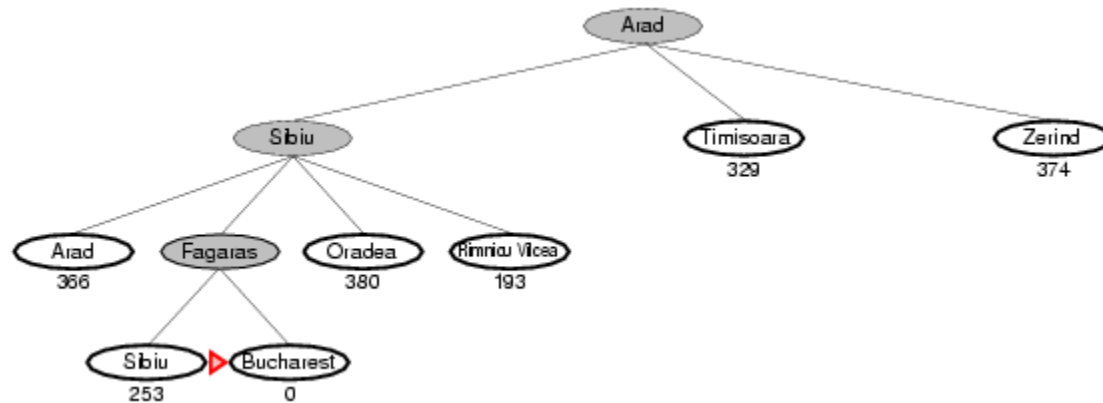 Arad
Sibiu
Timisoara
329
Zerind
374
Arad
366
Fagaras
Oradea
380
Rimnicu Vilcea
193
Sibiu
253
Bucharest
0